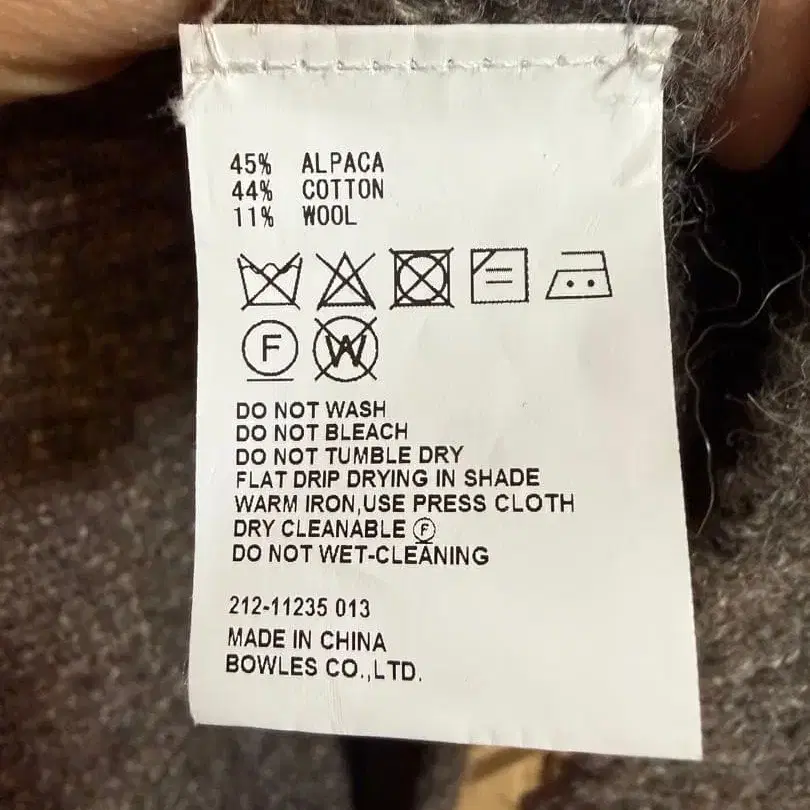 45% ALPACA
44% COTTON
11% WOOL
F W
DO NOT WASH
DO NOT BLEACH
DO NOT TUMBLE DRY
FLAT DRIP DRYING IN SHADE
WARM IRON,USE PRESS CLOTH
DRY CLEANABLE Ⓕ
DO NOT WET-CLEANING
212-11235 013
MADE IN CHINA
BOWLES CO.,LTD.